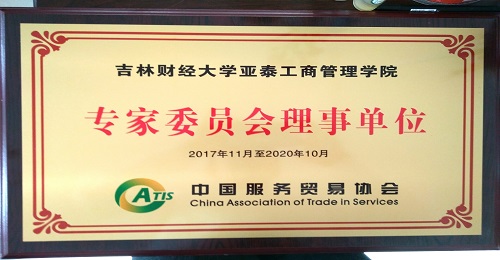 吉林财经大学亚泰工商管理学院
专家委员会理事单位
2017年11月至2020年10月
CATIS 中国服务贸易协会
China Association of Trade in Services